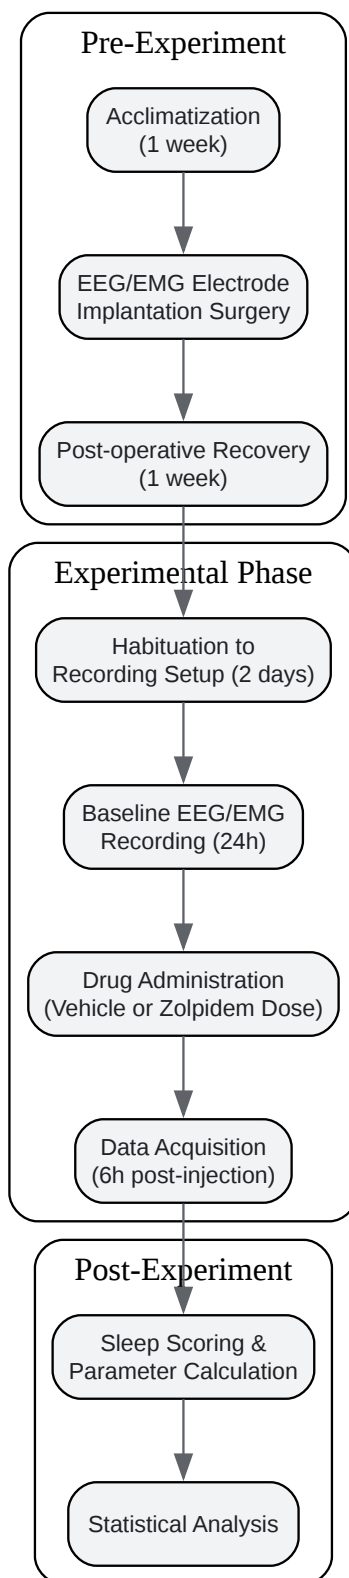 Pre-Experiment
Acclimatization
(1 week)
EEG/EMG Electrode
Implantation Surgery
Post-operative Recovery
(1 week)
Experimental Phase
Habituation to
Recording Setup (2 days)
Baseline EEG/EMG
Recording (24h)
Drug Administration
(Vehicle or Zolpidem Dose)
Data Acquisition
(6h post-injection)
Post-Experiment
Sleep Scoring &
Parameter Calculation
Statistical Analysis